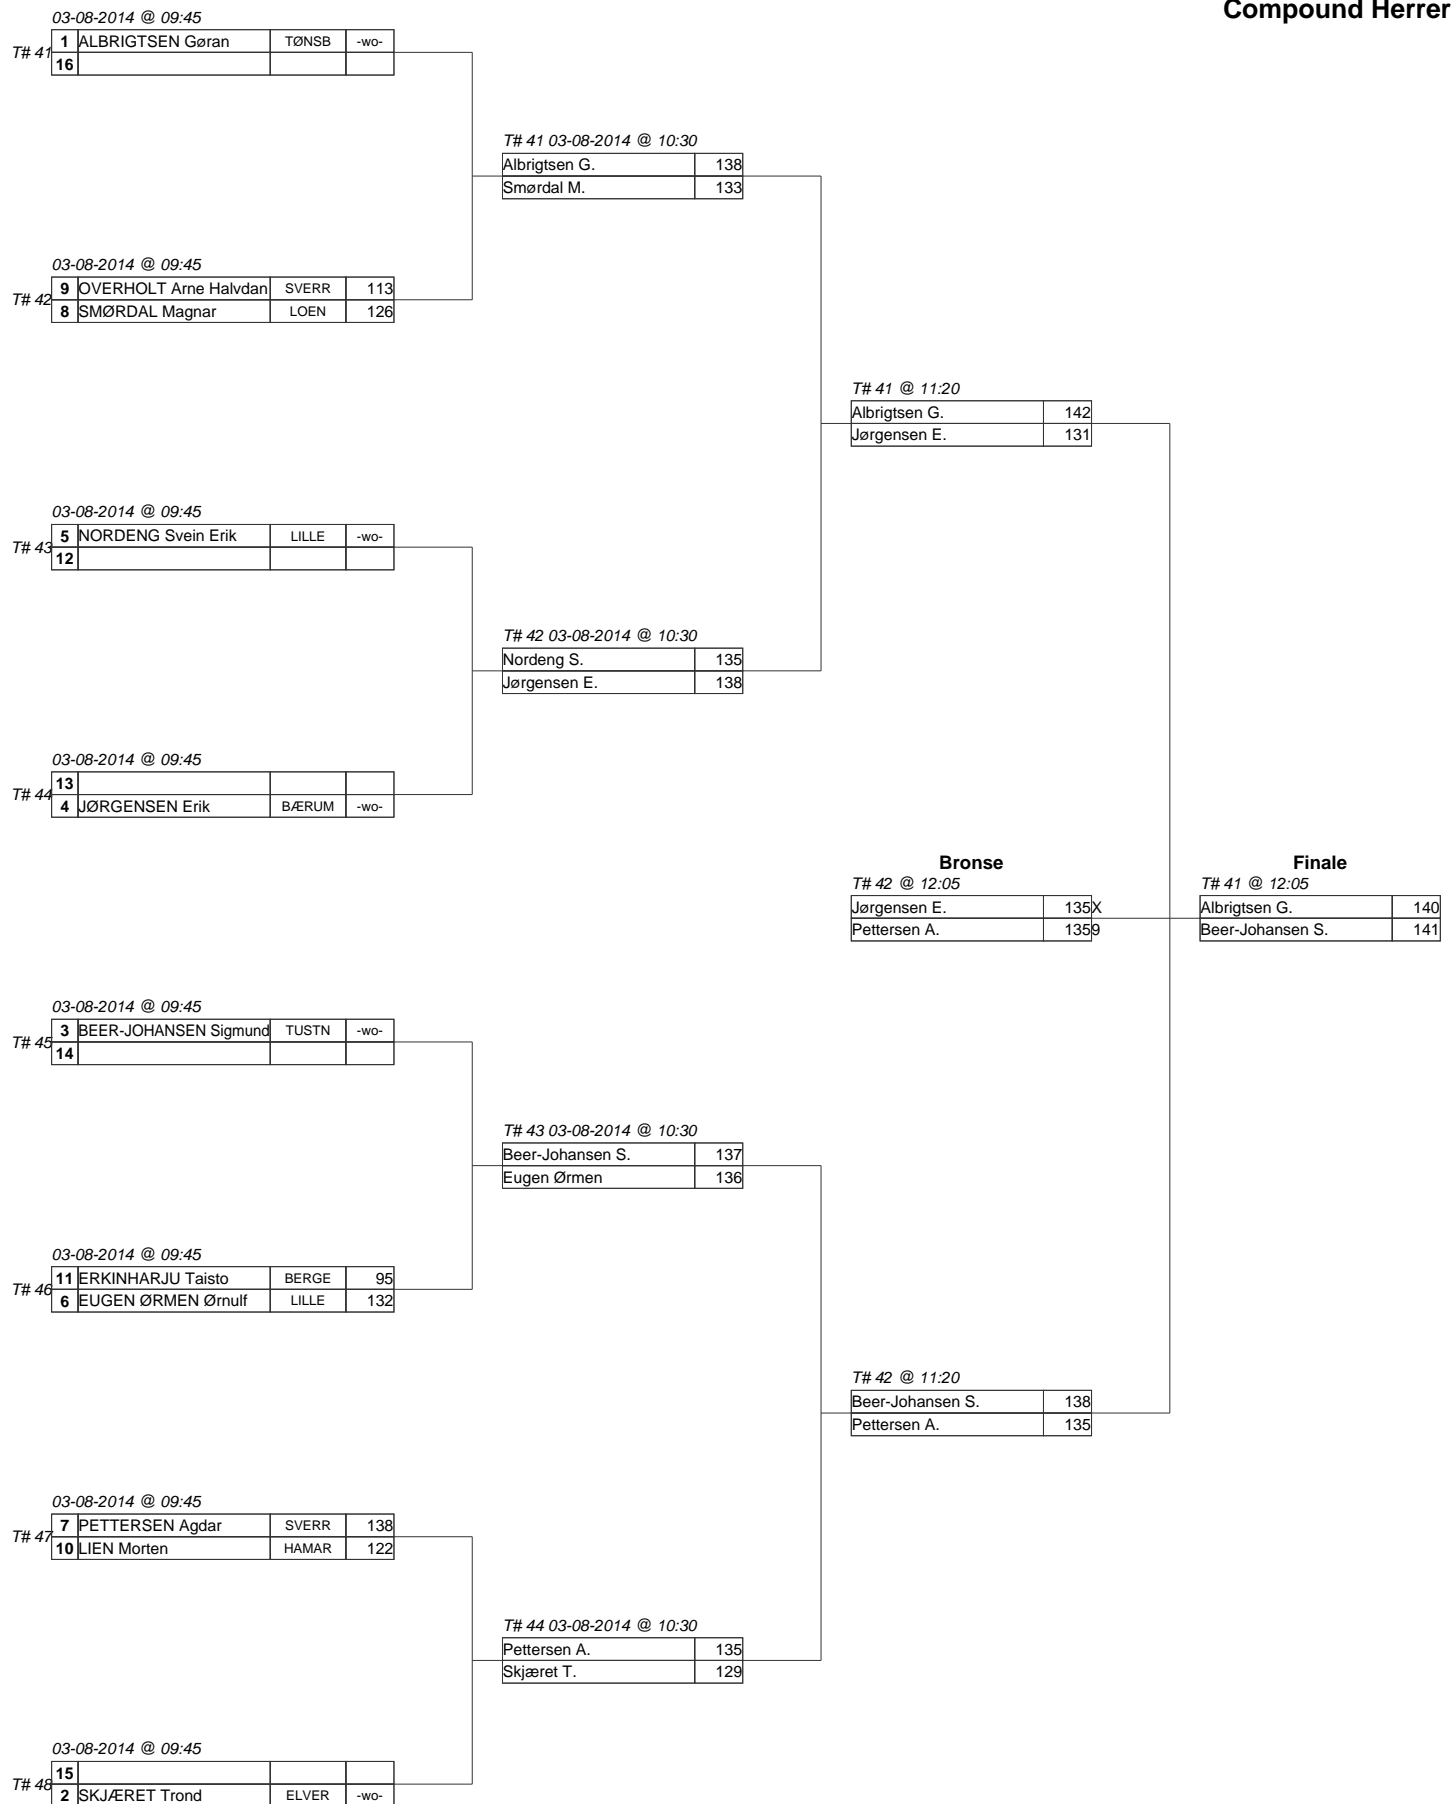 Compound Herrer
03-08-2014 @ 09:45
T# 41
1 ALBRIGTSEN Gøran TØNSB -wo-
16
T# 41 03-08-2014 @ 10:30
Albrigtsen G. 138
Smørdal M. 133
03-08-2014 @ 09:45
T# 42
9 OVERHOLT Arne Halvdan SVERR 113
8 SMØRDAL Magnar LOEN 126
T# 41 @ 11:20
Albrigtsen G. 142
Jørgensen E. 131
03-08-2014 @ 09:45
T# 43
5 NORDENG Svein Erik LILLE -wo-
12
T# 42 03-08-2014 @ 10:30
Nordeng S. 135
Jørgensen E. 138
03-08-2014 @ 09:45
T# 44
13
4 JØRGENSEN Erik BÆRUM -wo-
Bronse
T# 42 @ 12:05
Jørgensen E. 135X
Pettersen A. 1359
Finale
T# 41 @ 12:05
Albrigtsen G. 140
Beer-Johansen S. 141
03-08-2014 @ 09:45
T# 45
3 BEER-JOHANSEN Sigmund TUSTN -wo-
14
T# 43 03-08-2014 @ 10:30
Beer-Johansen S. 137
Eugen Ørmen 136
03-08-2014 @ 09:45
T# 46
11 ERKINHARJU Taisto BERGE 95
6 EUGEN ØRMEN Ørnulf LILLE 132
T# 42 @ 11:20
Beer-Johansen S. 138
Pettersen A. 135
03-08-2014 @ 09:45
T# 47
7 PETTERSEN Agdar SVERR 138
10 LIEN Morten HAMAR 122
T# 44 03-08-2014 @ 10:30
Pettersen A. 135
Skjæret T. 129
03-08-2014 @ 09:45
T# 48
15
2 SKJÆRET Trond ELVER -wo-